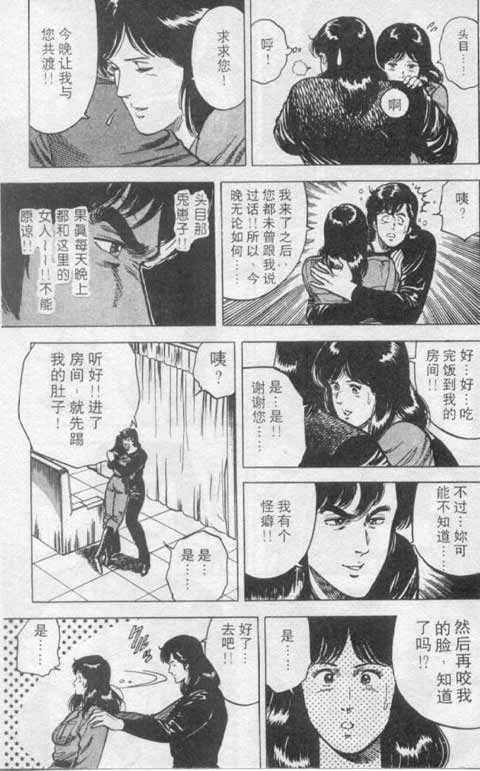 头目……
呼！
啊
求求您！
今晚让我与
您共渡！！
咦？
我来了之后，
您都未曾跟我说
过话！！所以、今
晚无论如何……
头目那
兔崽子！！
果真每天晚上
都和这里的
女人～～！！不能
原谅！！
好…好…吃
完饭到我的
房间！！
是…是！！
谢谢您……
咦？
听好！！进了
房间，就先踢
我的肚子！
是…
是……
不过…妳可
能不知道……
我有个
怪癖！！
然后再咬我
的脸，知道
了吗！？
是…
好了…
去吧！！
是……